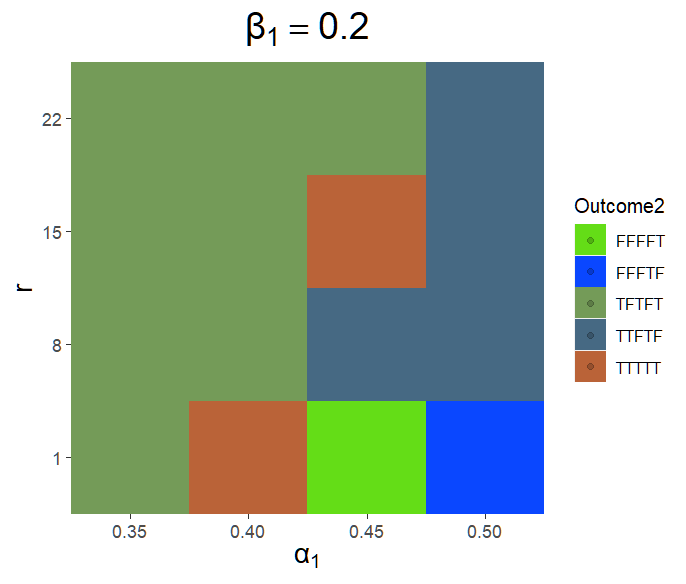 β₁ = 0.2
r
22
15
8
1
0.35 0.40 0.45 0.50
α₁
Outcome2
FFFFT
FFFTF
TFTFT
TTFTF
TTTTT